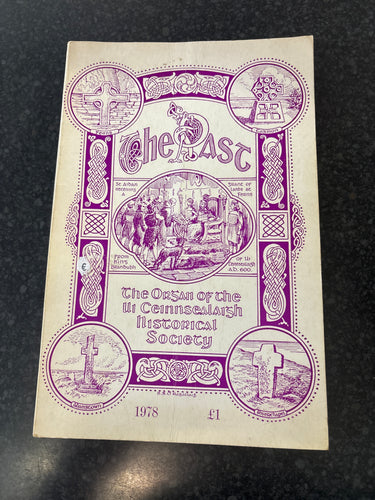 The Past
St. Aidan
receiving
a
Grant of
Lands at
Ferns
From
King
Brandubh
of Ui
Ceinnsealaigh
A.D. 600.
The Organ of the
Ui Ceinnsealaigh
Historical
Society
1978 £1